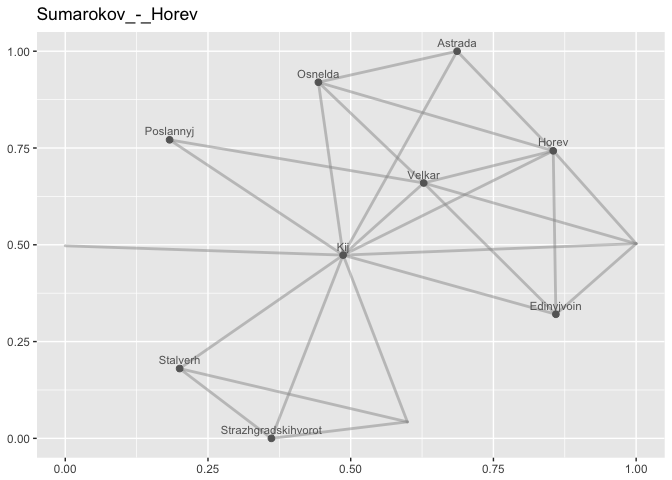 Sumarokov_-_Horev
1.00
0.75
0.50
0.25
0.00
Astrada
Osnelda
Poslannyj
Horev
Velkar
Kij
Edinyjvoin
Stalverh
Strazhgradskihvorot
0.00 0.25 0.50 0.75 1.00